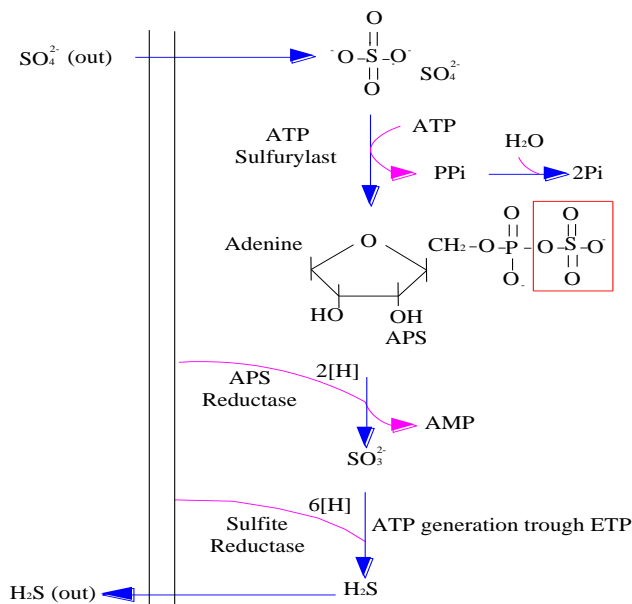 SO₄²⁻ (out)
O
⁻O-S-O⁻
O
SO₄²⁻
ATP
Sulfurylast
ATP
PPi
H₂O
2Pi
Adenine
O
CH₂-O-P-O-S-O⁻
O
O
O⁻
O
HO
OH
APS
APS
Reductase
2[H]
AMP
SO₃²⁻
Sulfite
Reductase
6[H]
ATP generation trough ETP
H₂S (out)
H₂S